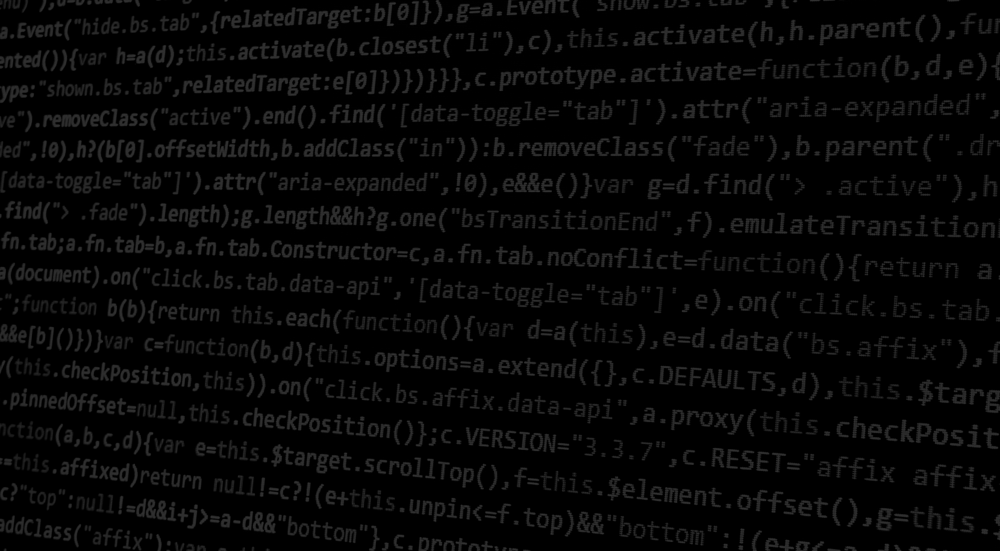 a.Event("hide.bs.tab",{relatedTarget:b[0]}),g=a.Event("show.bs.tab"
ented()){var h=a(d);this.activate(b.closest("li"),c),this.activate(h,h.parent(),fun
type:"shown.bs.tab",relatedTarget:e[0]})})}}},c.prototype.activate=function(b,d,e){
ve").removeClass("active").end().find('[data-toggle="tab"]').attr("aria-expanded",
ded",!0),h?(b[0].offsetWidth,b.addClass("in")):b.removeClass("fade"),b.parent(".dr
[data-toggle="tab"]').attr("aria-expanded",!0),e&&e()}var g=d.find("> .active"),h
.find("> .fade").length);g.length&&h?g.one("bsTransitionEnd",f).emulateTransition
fn.tab;a.fn.tab=b,a.fn.tab.Constructor=c,a.fn.tab.noConflict=function(){return a.
a(document).on("click.bs.tab.data-api",'[data-toggle="tab"]',e).on("click.bs.tab.
";function b(b){return this.each(function(){var d=a(this),e=d.data("bs.affix"),f
&&e[b]()})}var c=function(b,d){this.options=a.extend({},c.DEFAULTS,d),this.$targ
y(this.checkPosition,this)).on("click.bs.affix.data-api",a.proxy(this.checkPosit
.pinnedOffset=null,this.checkPosition()};c.VERSION="3.3.7",c.RESET="affix affix
nction(a,b,c,d){var e=this.$target.scrollTop(),f=this.$element.offset(),g=this.$
==this.affixed)return null!=c?!(e+this.unpin<=f.top)&&"bottom":!(e+g<=a-d)&&
c?"top":null!=d&&i+j>=a-d&&"bottom"},c.prototype
addClass("affix");var